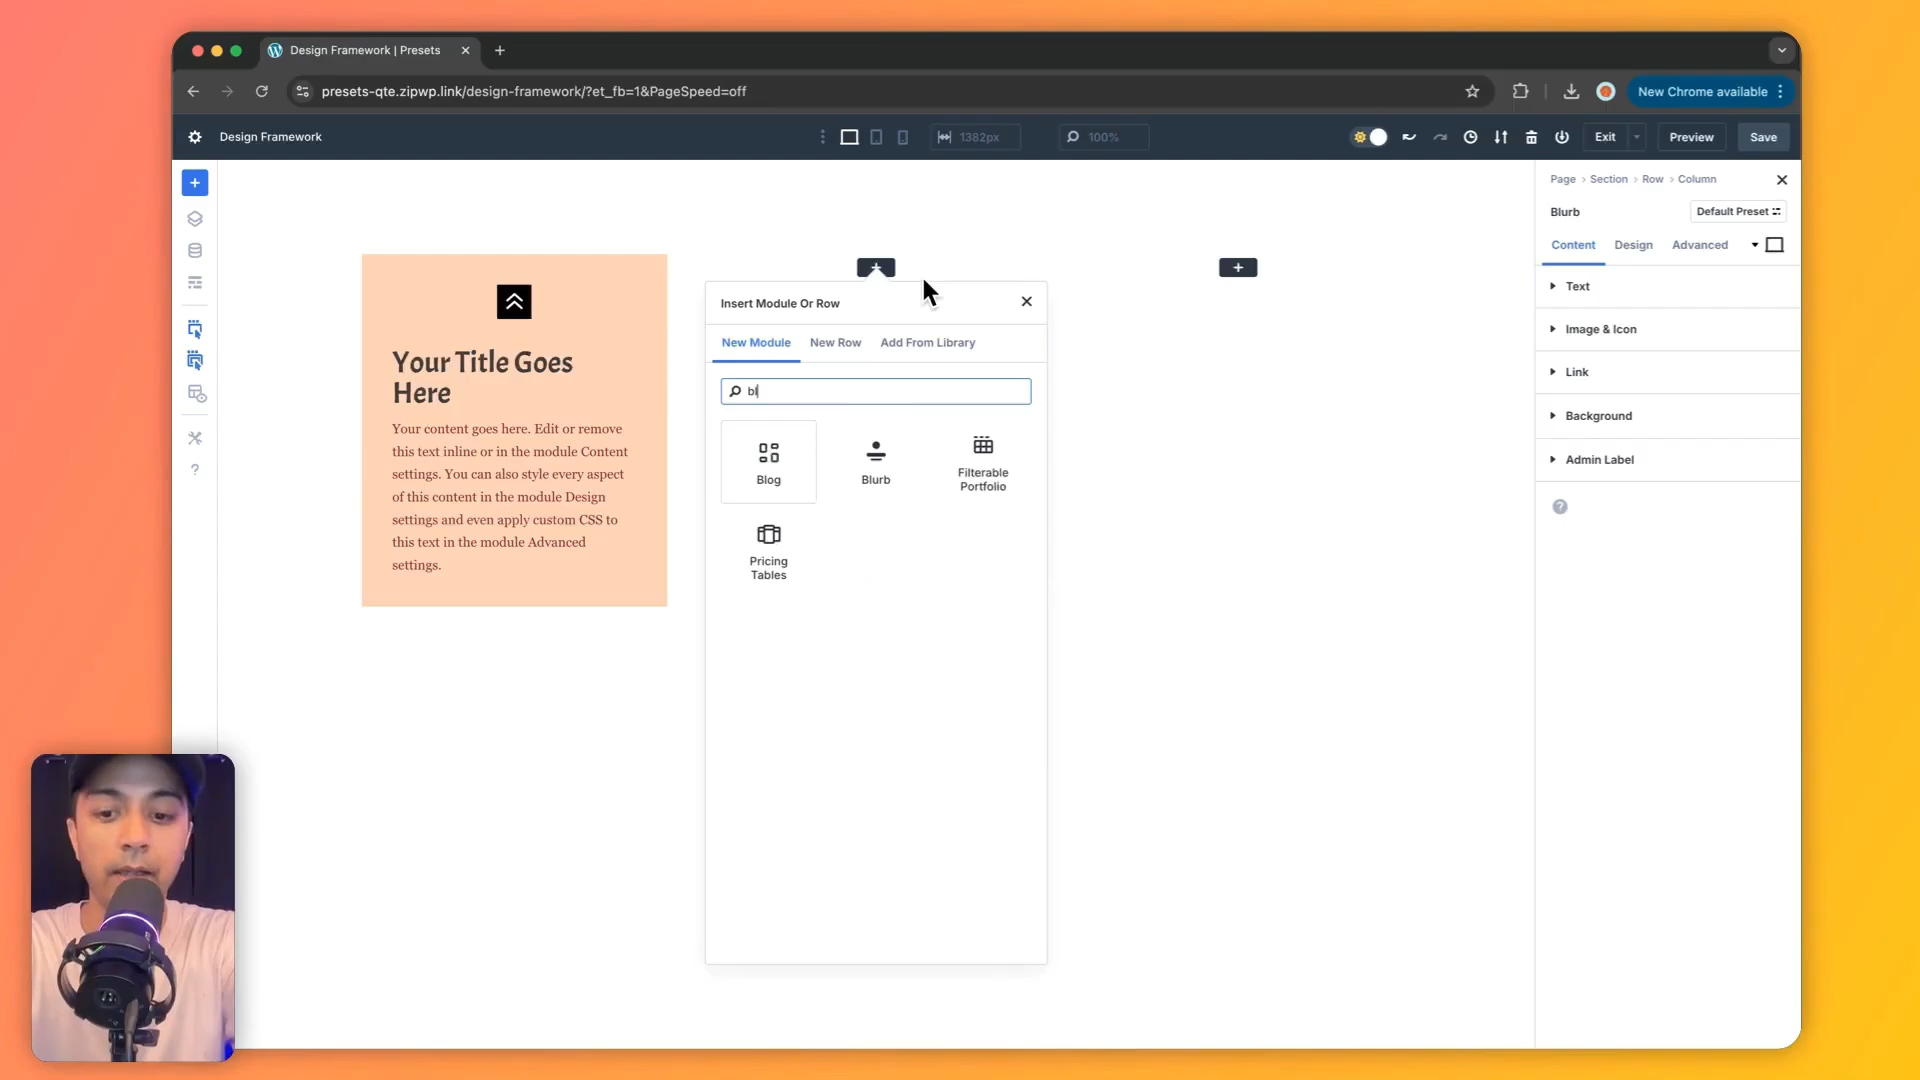 Design Framework | Presets
presets-qte.zipwp.link/design-framework/?et_fb=1&PageSpeed=off
New Chrome available
Design Framework
1382px
100%
Exit
Preview
Save
Page > Section > Row > Column
Blurb
Default Preset
Content
Design
Advanced
Text
Image & Icon
Link
Background
Admin Label
Your Title Goes
Here
Your content goes here. Edit or remove
this text inline or in the module Content
settings. You can also style every aspect
of this content in the module Design
settings and even apply custom CSS to
this text in the module Advanced
settings.
Insert Module Or Row
New Module
New Row
Add From Library
bl
Blog
Blurb
Filterable
Portfolio
Pricing
Tables